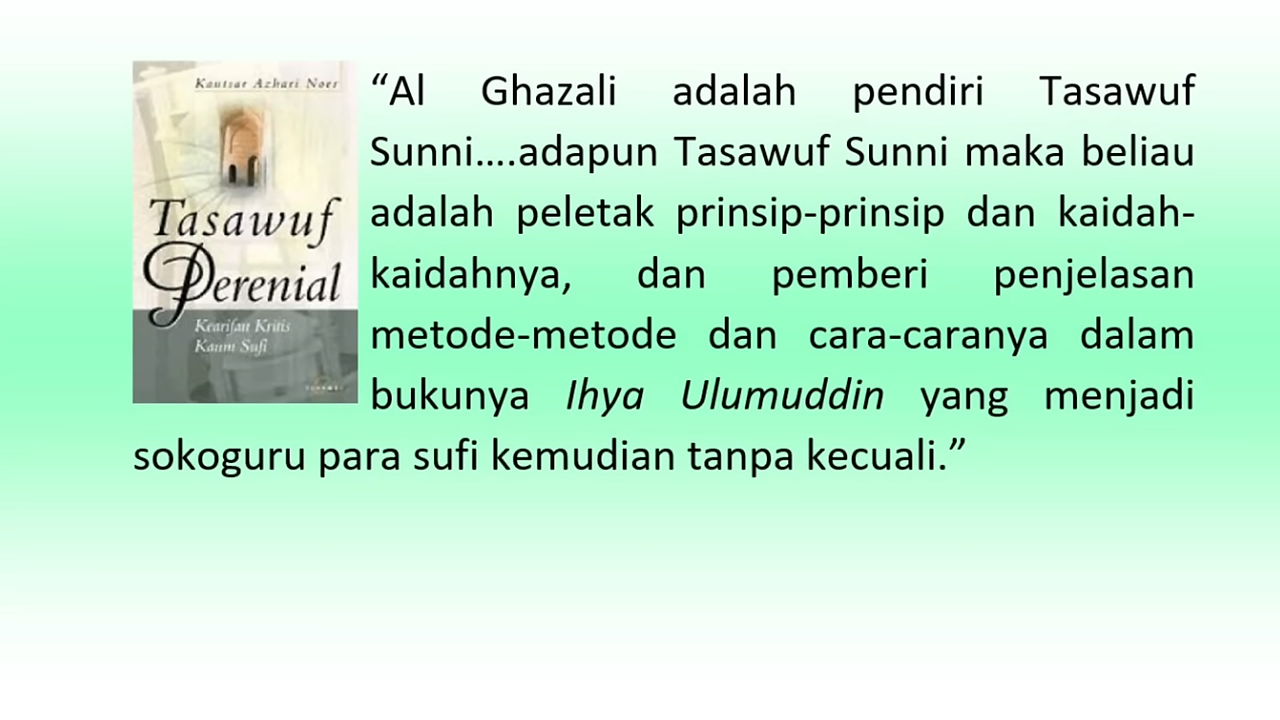 Kautsar Azhari Noer
Tasawuf
Perenial
Kearifan Kritis
Kaum Sufi
“Al Ghazali adalah pendiri Tasawuf
Sunni….adapun Tasawuf Sunni maka beliau
adalah peletak prinsip-prinsip dan kaidah-
kaidahnya, dan pemberi penjelasan
metode-metode dan cara-caranya dalam
bukunya Ihya Ulumuddin yang menjadi
sokoguru para sufi kemudian tanpa kecuali.”